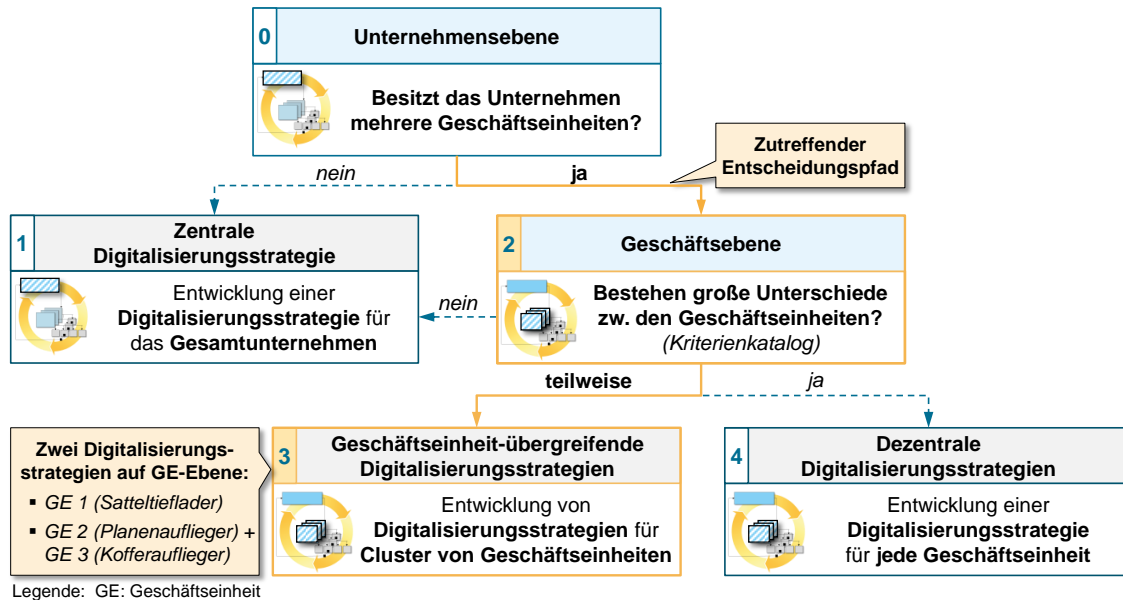 0
Unternehmensebene
Besitzt das Unternehmen
mehrere Geschäftseinheiten?
Zutreffender
Entscheidungspfad
nein
ja
1
Zentrale
Digitalisierungsstrategie
Entwicklung einer
Digitalisierungsstrategie für
das Gesamtunternehmen
nein
2
Geschäftsebene
Bestehen große Unterschiede
zw. den Geschäftseinheiten?
(Kriterienkatalog)
teilweise
ja
Zwei Digitalisierungs-
strategien auf GE-Ebene:
▪ GE 1 (Satteltieflader)
▪ GE 2 (Planenauflieger) +
GE 3 (Kofferauflieger)
3
Geschäftseinheit-übergreifende
Digitalisierungsstrategien
Entwicklung von
Digitalisierungsstrategien für
Cluster von Geschäftseinheiten
4
Dezentrale
Digitalisierungsstrategien
Entwicklung einer
Digitalisierungsstrategie
für jede Geschäftseinheit
Legende: GE: Geschäftseinheit